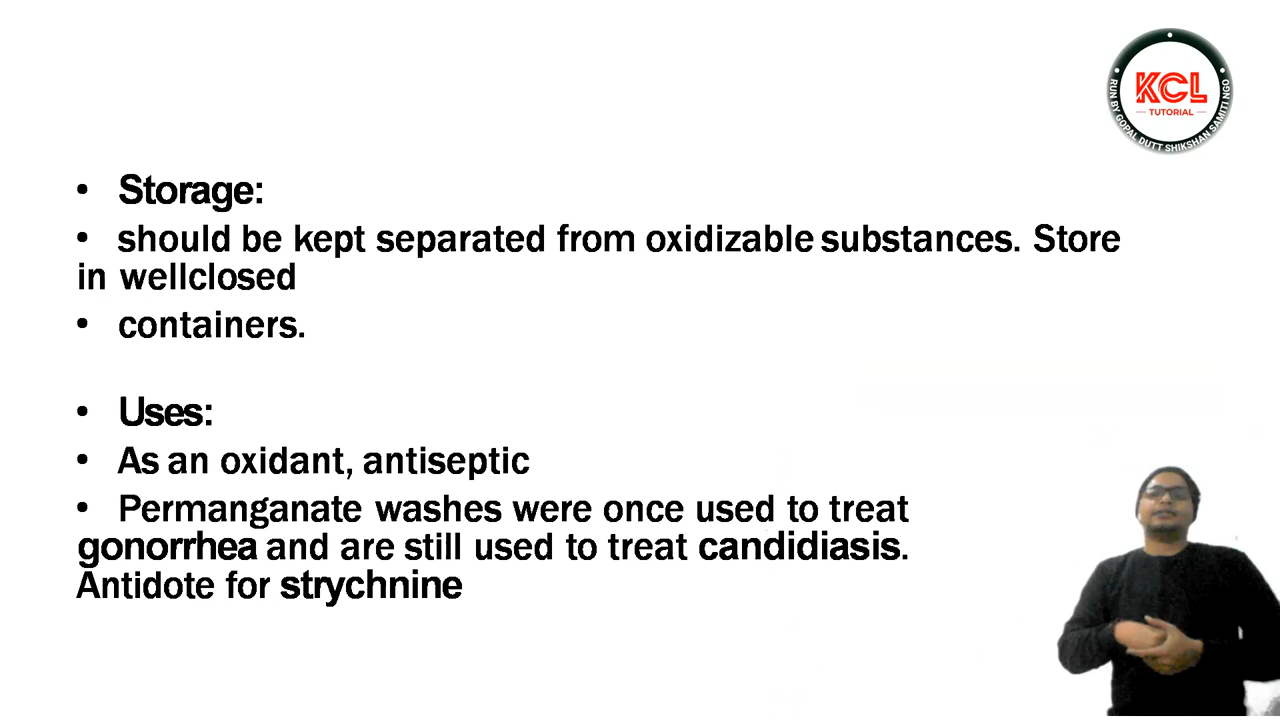 KCL
TUTORIAL
RUN BY GOPAL DUTT SHIKSHAN SAMITI NGO
• Storage:
• should be kept separated from oxidizable substances. Store
in wellclosed
• containers.
• Uses:
• As an oxidant, antiseptic
• Permanganate washes were once used to treat
gonorrhea and are still used to treat candidiasis.
Antidote for strychnine